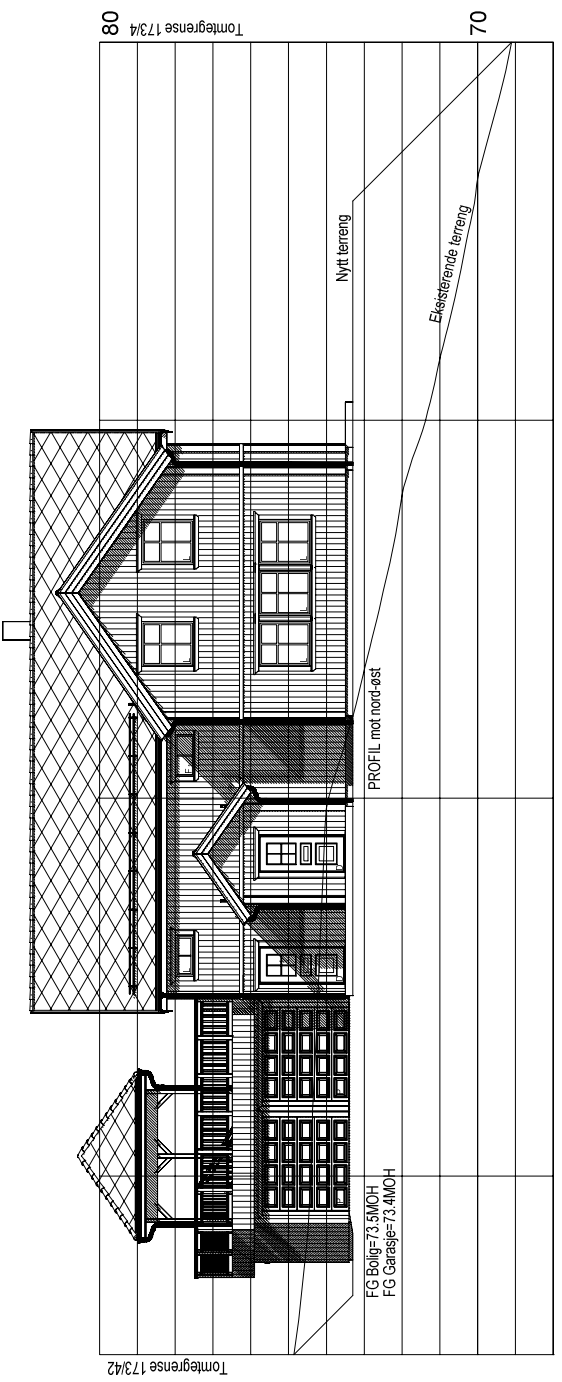 80
Tomtegrense 173/4
70
Nytt terreng
Eksisterende terreng
PROFIL mot nord-øst
FG Bolig=73.5MOH
FG Garasje=73.4MOH
Tomtegrense 173/42